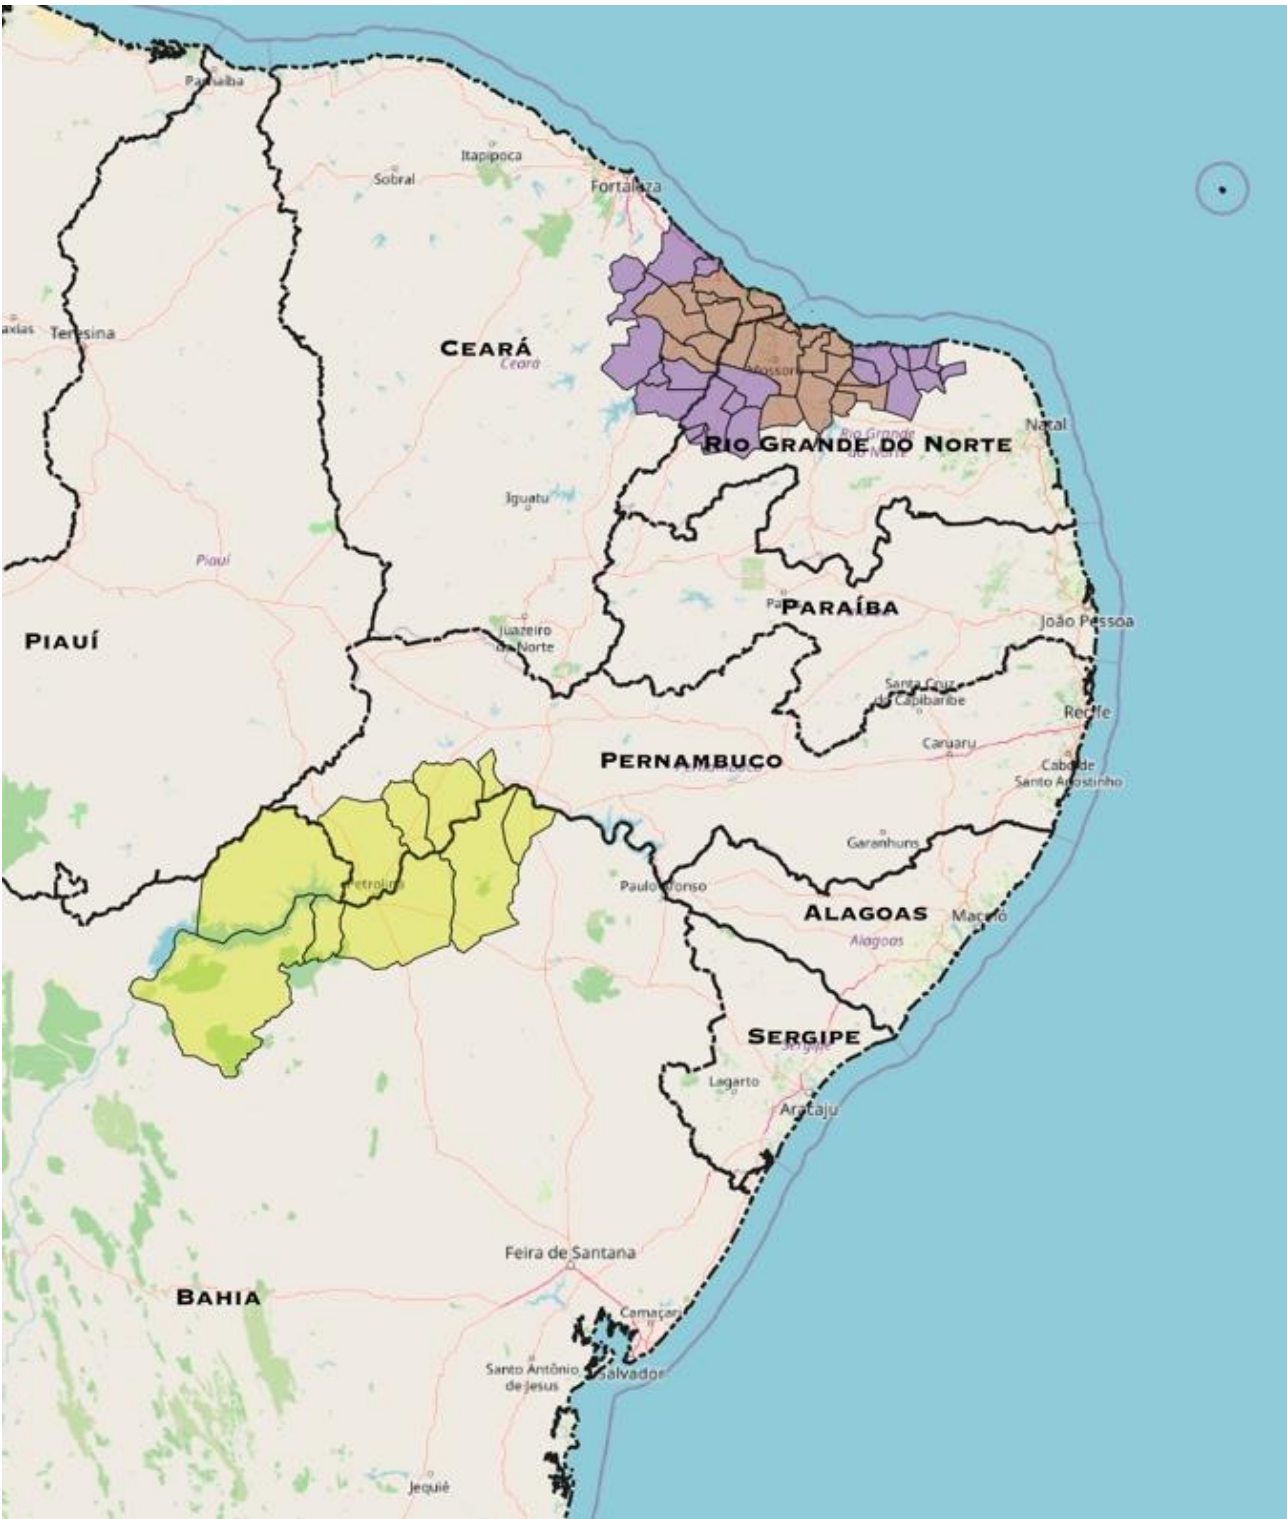 Parnaíba
Itapipoca
Sobral
Fortaleza
axias
Teresina
CEARÁ
Ceará
Mossoró
RIO GRANDE DO NORTE
Rio Grande
do Norte
Natal
Iguatu
Piauí
PIAUÍ
Juazeiro
do Norte
PARAÍBA
João Pessoa
Santa Cruz
do Capibaribe
Recife
Caruaru
PERNAMBUCO
Pernambuco
Cabo de
Santo Agostinho
Garanhuns
Petrolina
Paulo Afonso
ALAGOAS
Maceió
Alagoas
SERGIPE
Sergipe
Lagarto
Aracaju
Feira de Santana
BAHIA
Camaçari
Santo Antônio
de Jesus
Salvador
Jequié